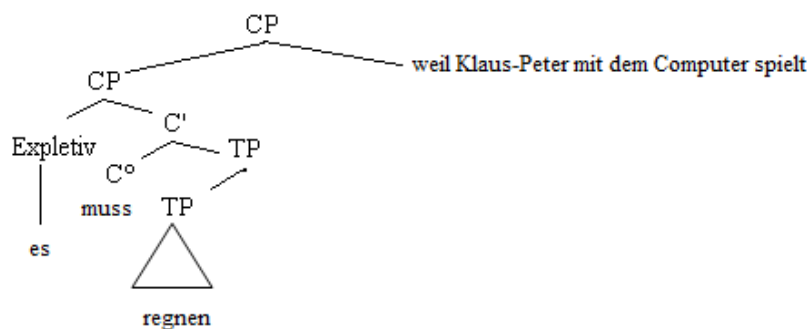 CP
weil Klaus-Peter mit dem Computer spielt
CP
C'
Expletiv
TP
C°
muss
TP
es
regnen